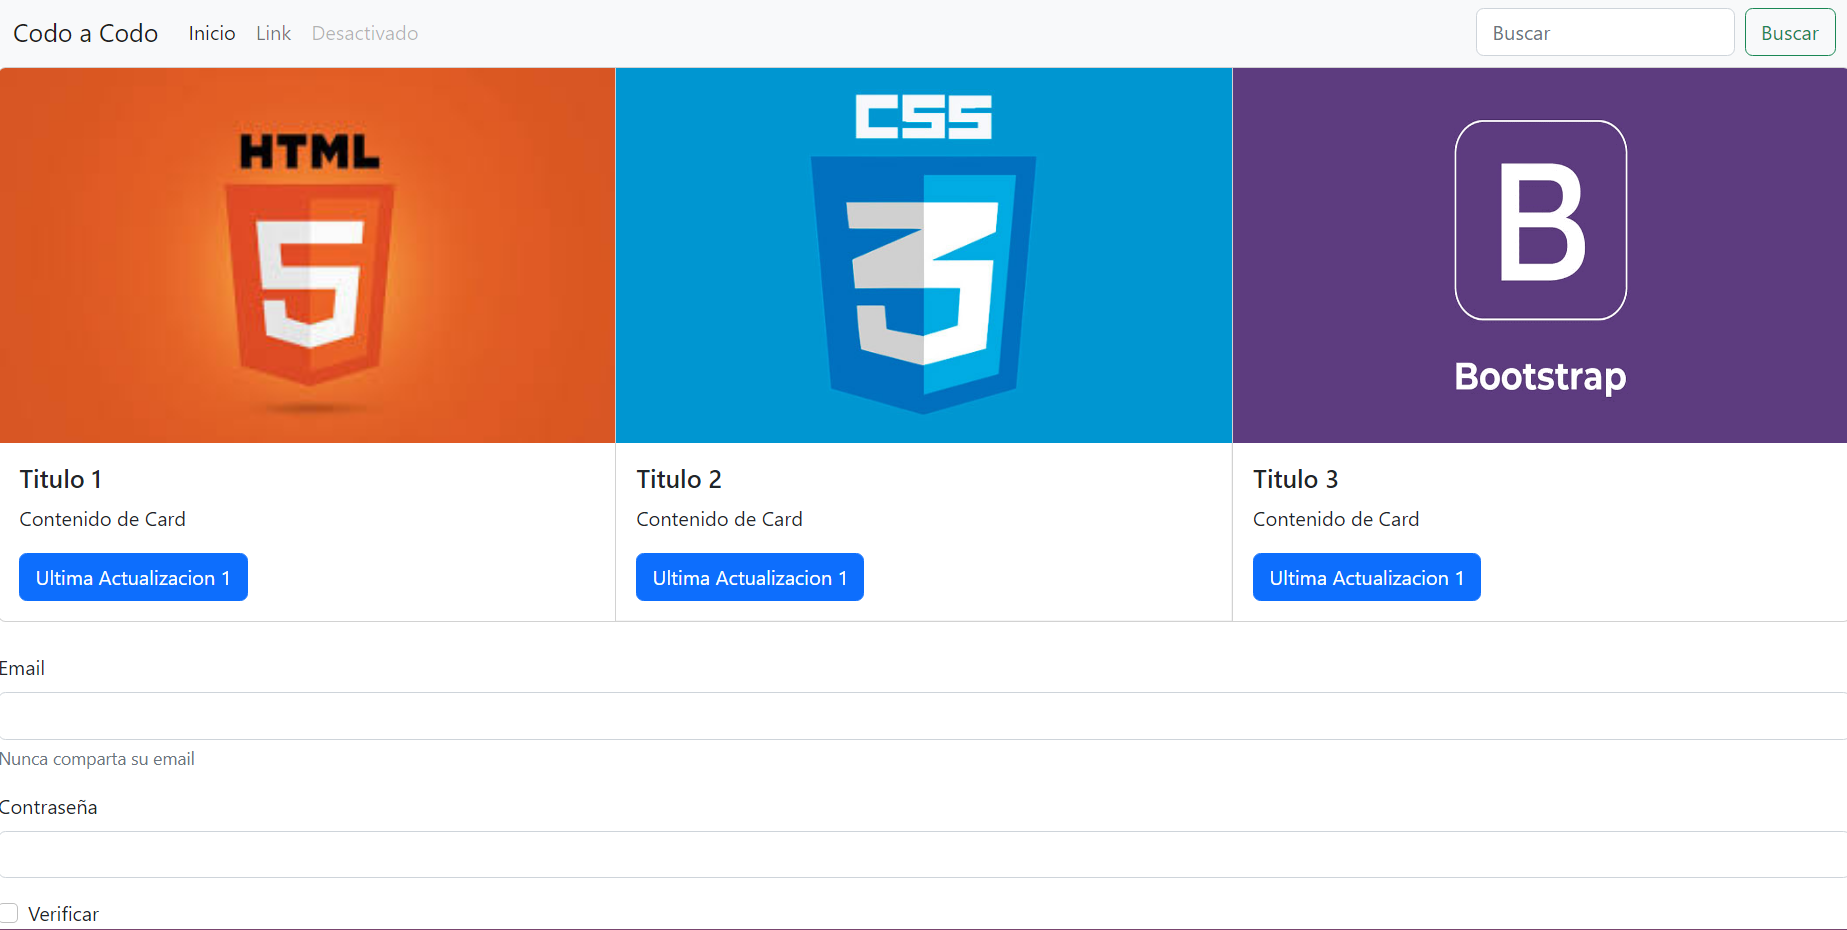 Codo a Codo Inicio Link Desactivado Buscar Buscar
HTML
5
CSS
3
B
Bootstrap
Titulo 1
Contenido de Card
Ultima Actualizacion 1
Titulo 2
Contenido de Card
Ultima Actualizacion 1
Titulo 3
Contenido de Card
Ultima Actualizacion 1
Email
Nunca comparta su email
Contraseña
Verificar